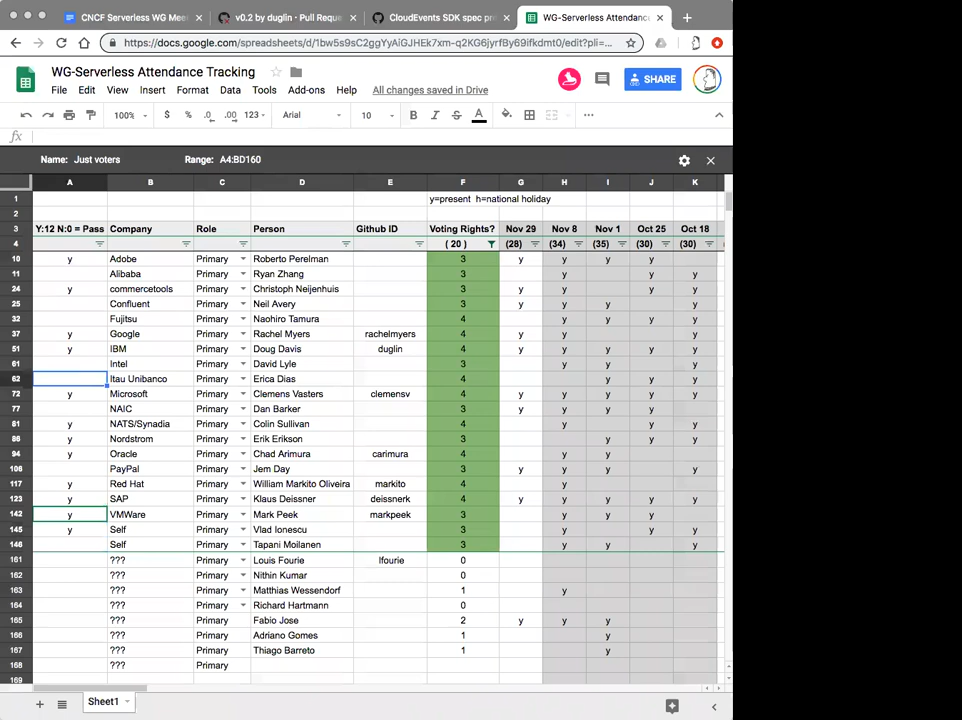 CNCF Serverless WG Mee
v0.2 by duglin · Pull Requ
CloudEvents SDK spec pr
WG-Serverless Attendanc
https://docs.google.com/spreadsheets/d/1bw5s9sC2ggYyAiGJHEk7xm-q2KG6jyrfBy69ifkdmt0/edit?pli=...
WG-Serverless Attendance Tracking
SHARE
File Edit View Insert Format Data Tools Add-ons Help All changes saved in Drive
100% $ % .0 .00 123 Arial 10 B I S A
fx
Name: Just voters Range: A4:BD160
A B C D E F G H I J K
1 y=present h=national holiday
2
3 Y:12 N:0 = Pass Company Role Person Github ID Voting Rights? Nov 29 Nov 8 Nov 1 Oct 25 Oct 18
4 ( 20 ) (28) (34) (35) (30) (30)
10 y Adobe Primary Roberto Perelman 3 y y y y
11 Alibaba Primary Ryan Zhang 3 y y y
24 y commercetools Primary Christoph Neijenhuis 3 y y y y
25 Confluent Primary Neil Avery 3 y y y y
32 Fujitsu Primary Naohiro Tamura 4 y y y y
37 y Google Primary Rachel Myers rachelmyers 4 y y y
51 y IBM Primary Doug Davis duglin 4 y y y y y
61 Intel Primary David Lyle 3 y y y
62 Itau Unibanco Primary Erica Dias 4 y y y
72 y Microsoft Primary Clemens Vasters clemensv 4 y y y y y
77 NAIC Primary Dan Barker 3 y y y y
81 y NATS/Synadia Primary Colin Sullivan 4 y y y
86 y Nordstrom Primary Erik Erikson 3 y y y
94 y Oracle Primary Chad Arimura carimura 4 y y
106 PayPal Primary Jem Day 3 y y y y
117 y Red Hat Primary William Markito Oliveira markito 4 y
123 y SAP Primary Klaus Deissner deissnerk 4 y y y y y
142 y VMWare Primary Mark Peek markpeek 3 y y y
145 y Self Primary Vlad Ionescu 3 y y y
146 Self Primary Tapani Moilanen 3 y y y
161 ??? Primary Louis Fourie lfourie 0
162 ??? Primary Nithin Kumar 0
163 ??? Primary Matthias Wessendorf 1 y
164 ??? Primary Richard Hartmann 0
165 ??? Primary Fabio Jose 2 y y y
166 ??? Primary Adriano Gomes 1 y
167 ??? Primary Thiago Barreto 1 y
168 ??? Primary
169
Sheet1